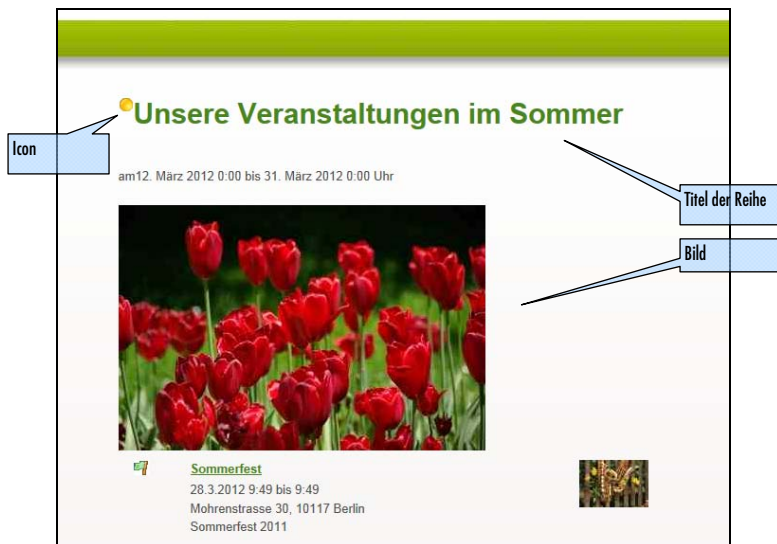 Unsere Veranstaltungen im Sommer
Icon
am12. März 2012 0:00 bis 31. März 2012 0:00 Uhr
Titel der Reihe
Bild
Sommerfest
28.3.2012 9:49 bis 9:49
Mohrenstrasse 30, 10117 Berlin
Sommerfest 2011